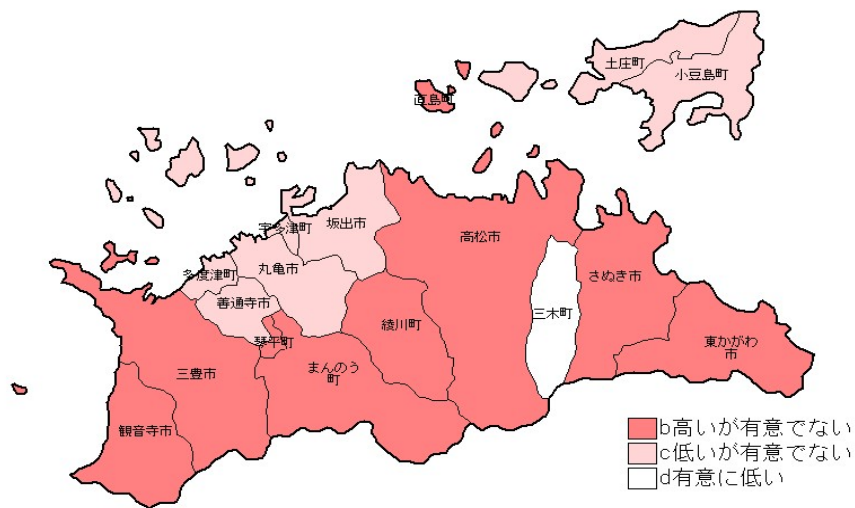 土庄町
小豆島町
直島町
宇多津町
坂出市
高松市
多度津町
丸亀市
さぬき市
善通寺市
三木町
綾川町
琴平町
東かがわ
市
三豊市
まんのう
町
観音寺市
b高いが有意でない
c低いが有意でない
d有意に低い